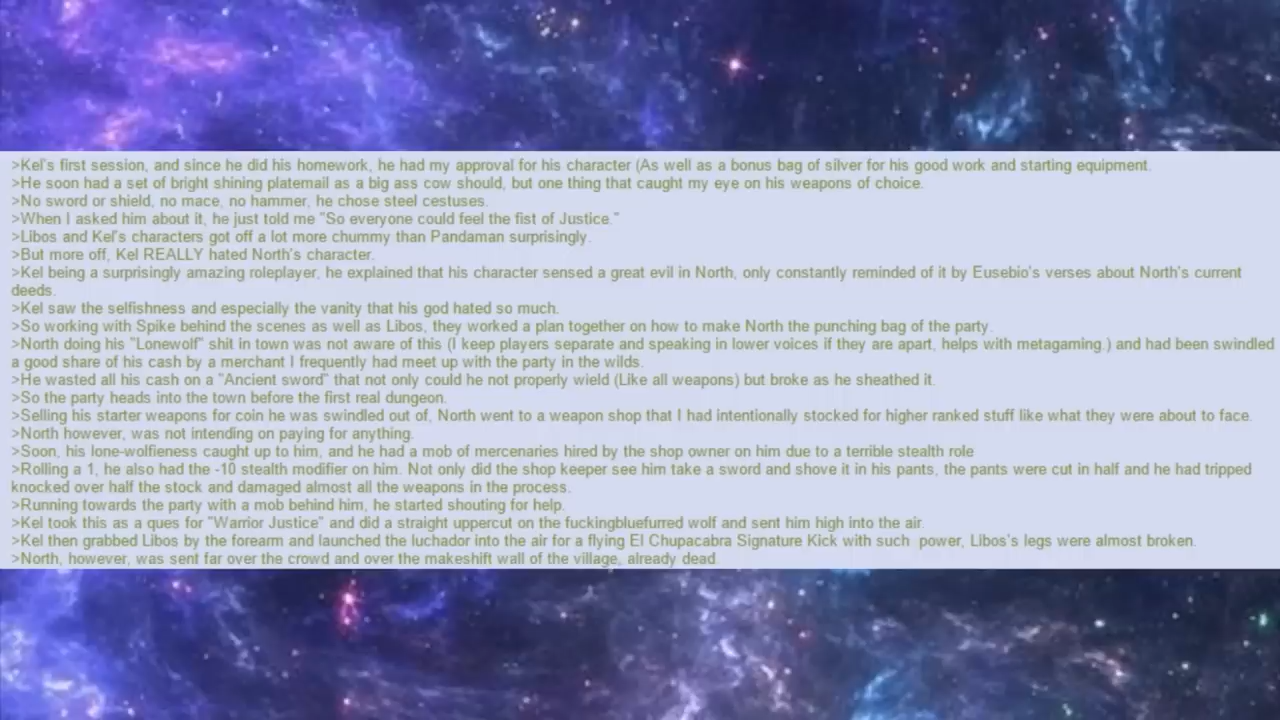 >Kel's first session, and since he did his homework, he had my approval for his character (As well as a bonus bag of silver for his good work and starting equipment.
>He soon had a set of bright shining platemail as a big ass cow should, but one thing that caught my eye on his weapons of choice.
>No sword or shield, no mace, no hammer, he chose steel cestuses.
>When I asked him about it, he just told me "So everyone could feel the fist of Justice."
>Libos and Kel's characters got off a lot more chummy than Pandaman surprisingly.
>But more off, Kel REALLY hated North's character.
>Kel being a surprisingly amazing roleplayer, he explained that his character sensed a great evil in North, only constantly reminded of it by Eusebio's verses about North's current
deeds.
>Kel saw the selfishness and especially the vanity that his god hated so much.
>So working with Spike behind the scenes as well as Libos, they worked a plan together on how to make North the punching bag of the party.
>North doing his "Lonewolf" shit in town was not aware of this (I keep players separate and speaking in lower voices if they are apart, helps with metagaming.) and had been swindled
a good share of his cash by a merchant I frequently had meet up with the party in the wilds.
>He wasted all his cash on a "Ancient sword" that not only could he not properly wield (Like all weapons) but broke as he sheathed it.
>So the party heads into the town before the first real dungeon.
>Selling his starter weapons for coin he was swindled out of, North went to a weapon shop that I had intentionally stocked for higher ranked stuff like what they were about to face.
>North however, was not intending on paying for anything.
>Soon, his lone-wolfieness caught up to him, and he had a mob of mercenaries hired by the shop owner on him due to a terrible stealth role
>Rolling a 1, he also had the -10 stealth modifier on him. Not only did the shop keeper see him take a sword and shove it in his pants, the pants were cut in half and he had tripped
knocked over half the stock and damaged almost all the weapons in the process.
>Running towards the party with a mob behind him, he started shouting for help.
>Kel took this as a ques for "Warrior Justice" and did a straight uppercut on the fuckingbluefurred wolf and sent him high into the air.
>Kel then grabbed Libos by the forearm and launched the luchador into the air for a flying El Chupacabra Signature Kick with such power, Libos's legs were almost broken.
>North, however, was sent far over the crowd and over the makeshift wall of the village, already dead.